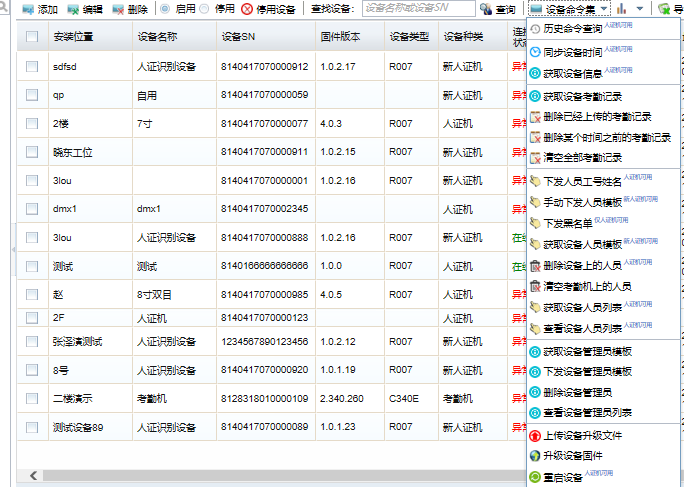 添加 编辑 删除 启用 停用 停用设备 查找设备： 设备名称或设备SN 查询 设备命令集 导
安装位置 设备名称 设备SN 固件版本 设备类型 设备种类
sdfsd 人证识别设备 8140417070000912 1.0.2.17 R007 新人证机 异常
qp 自用 8140417070000059 新人证机 异常
2楼 7寸 8140417070000077 4.0.3 R007 人证机 异常
晓东工位 8140417070000911 1.0.2.15 R007 新人证机 异常
3lou 8140417070000001 1.0.2.16 R007 新人证机 异常
dmx1 dmx1 8140417070002345 人证机 异常
3lou 人证识别设备 8140417070000888 1.0.2.16 R007 新人证机 在线
测试 测试 8140166666666666 1.0.0 R007 人证机 在线
赵 8寸双目 8140417070000985 4.0.5 R007 人证机 异常
2F 人证机 8140417070000123 人证机 异常
张泽滨测试 人证识别设备 1234567890123456 1.0.2.12 R007 新人证机 异常
8号 人证识别设备 8140417070000920 1.0.1.19 R007 新人证机 异常
二楼演示 考勤机 8128318010000109 2.340.260 C340E 考勤机 异常
测试设备89 人证识别设备 8140417070000089 1.0.1.23 R007 新人证机 异常
历史命令查询 人证机可用
同步设备时间 人证机可用
获取设备信息 人证机可用
获取设备考勤记录
删除已经上传的考勤记录
删除某个时间之前的考勤记录
清空全部考勤记录
下发人员工号姓名 人证机可用
手动下发人员模板 新人证机可用
下发黑名单 仅人证机可用
获取设备人员模板 新人证机可用
删除设备上的人员 人证机可用
清空考勤机上的人员
获取设备人员列表 人证机可用
查看设备人员列表 人证机可用
获取设备管理员模板
下发设备管理员模板
删除设备管理员
查看设备管理员列表
上传设备升级文件
升级设备固件
重启设备 人证机可用